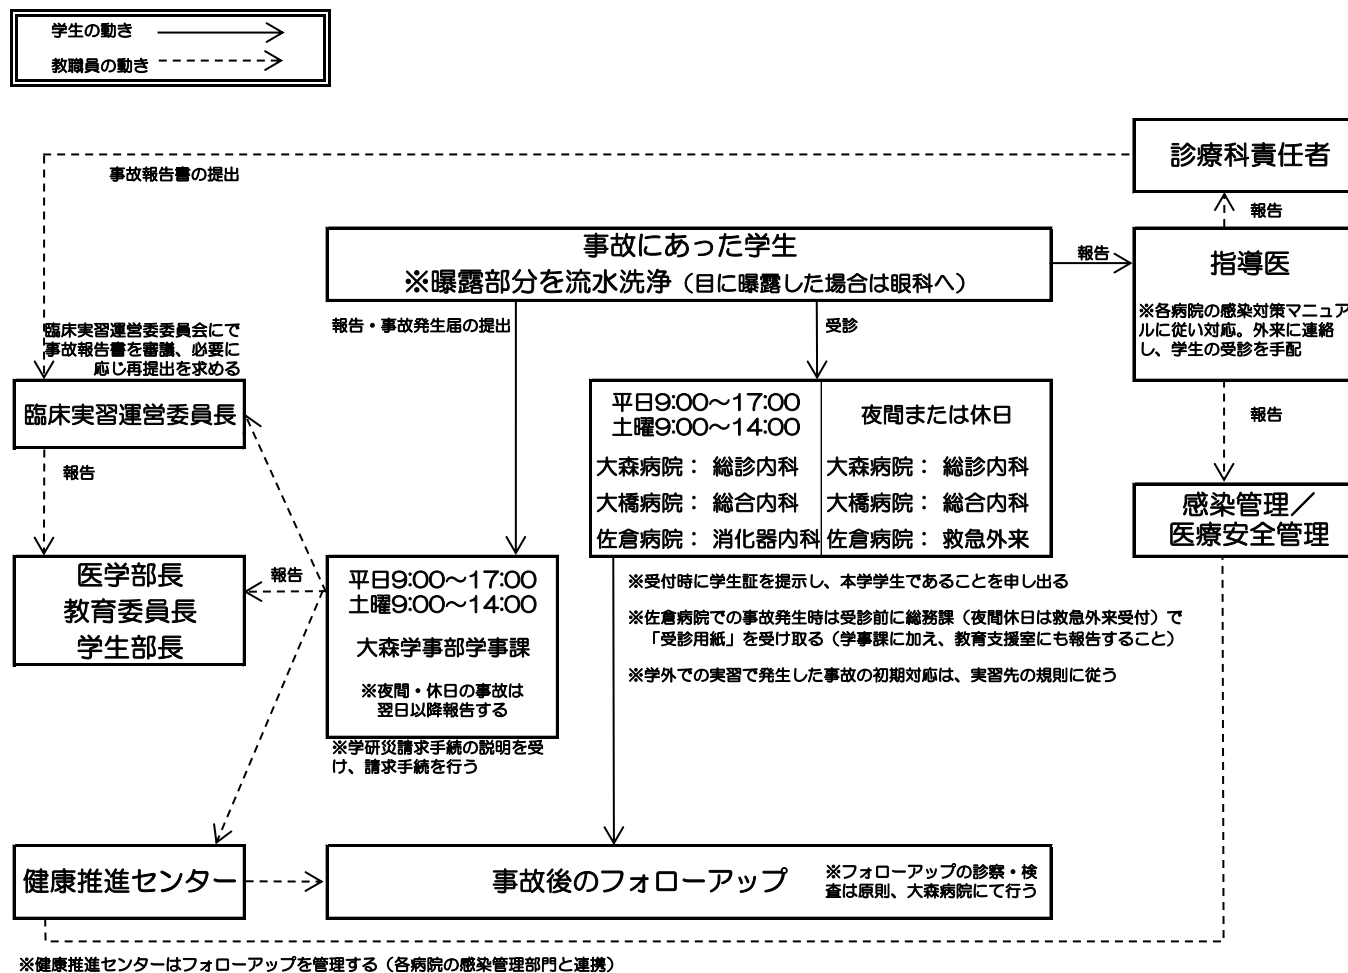 学生の動き
教職員の動き
診療科責任者
事故報告書の提出
報告
事故にあった学生
※曝露部分を流水洗浄（目に曝露した場合は眼科へ）
報告
指導医
※各病院の感染対策マニュア
ルに従い対応。外来に連絡
し、学生の受診を手配
報告・事故発生届の提出
受診
臨床実習運営委委員会にて
事故報告書を審議、必要に
応じ再提出を求める
臨床実習運営委員長
報告
平日9:00～17:00
土曜9:00～14:00
大森病院： 総診内科
大橋病院： 総合内科
佐倉病院： 消化器内科
夜間または休日
大森病院： 総診内科
大橋病院： 総合内科
佐倉病院： 救急外来
報告
感染管理／
医療安全管理
医学部長
教育委員長
学生部長
報告
平日9:00～17:00
土曜9:00～14:00
大森学事部学事課
※夜間・休日の事故は
翌日以降報告する
※学研災請求手続の説明を受
け、請求手続を行う
※受付時に学生証を提示し、本学学生であることを申し出る
※佐倉病院での事故発生時は受診前に総務課（夜間休日は救急外来受付）で
「受診用紙」を受け取る（学事課に加え、教育支援室にも報告すること）
※学外での実習で発生した事故の初期対応は、実習先の規則に従う
健康推進センター
事故後のフォローアップ
※フォローアップの診察・検
査は原則、大森病院にて行う
※健康推進センターはフォローアップを管理する（各病院の感染管理部門と連携）